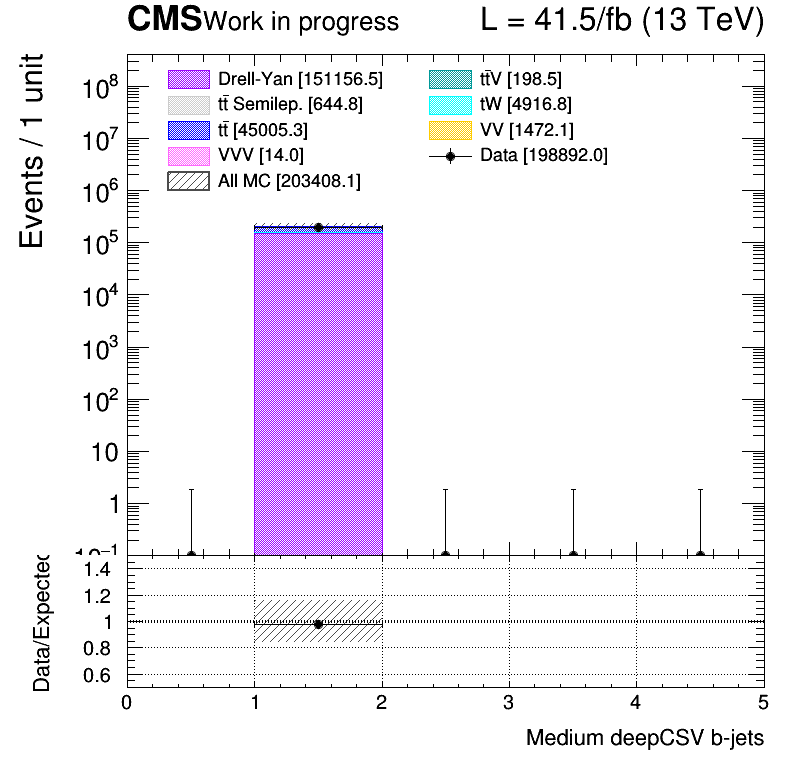 CMS Work in progress L = 41.5/fb (13 TeV)
Events / 1 unit
10⁸
10⁷
10⁶
10⁵
10⁴
10³
10²
10
1
10⁻¹
Drell-Yan [151156.5]
tt̄ Semilep. [644.8]
tt̄ [45005.3]
VVV [14.0]
All MC [203408.1]
tt̄V [198.5]
tW [4916.8]
VV [1472.1]
Data [198892.0]
Data/Expected
1.4
1.2
1
0.8
0.6
0 1 2 3 4 5
Medium deepCSV b-jets